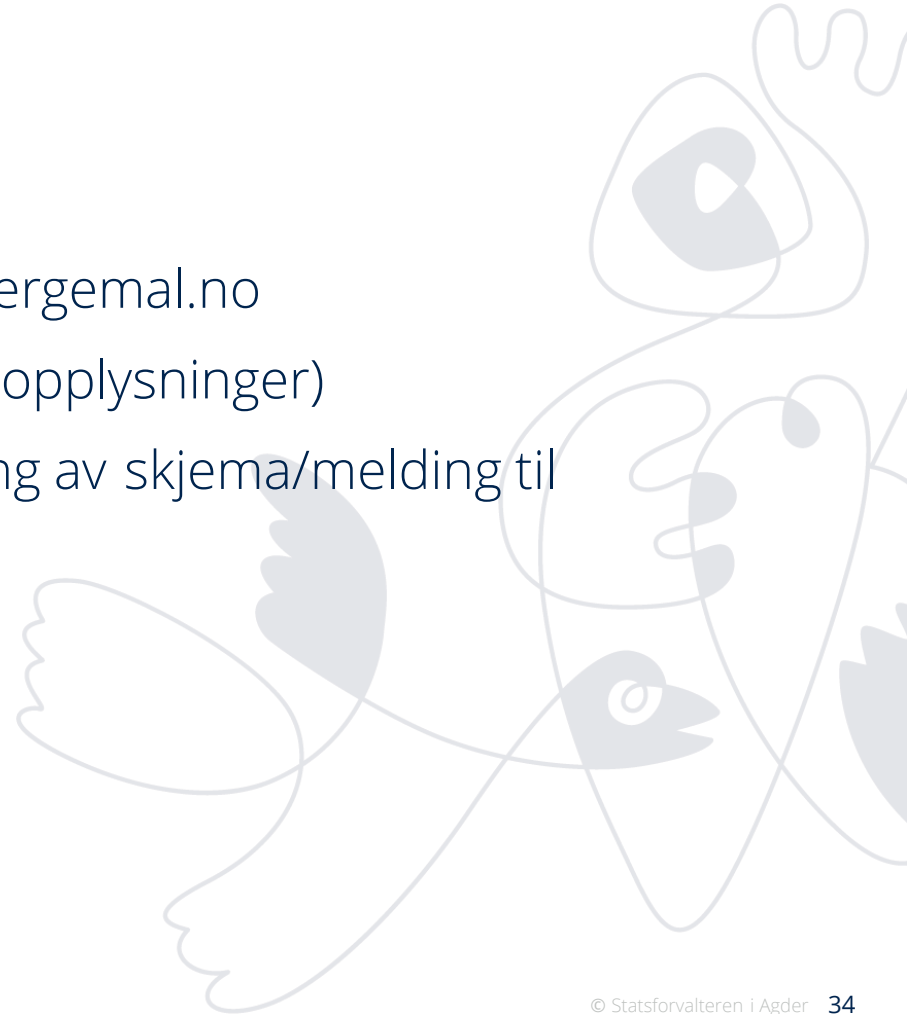 ergemal.no
opplysninger)
ng av skjema/melding til
© Statsforvalteren i Agder 34